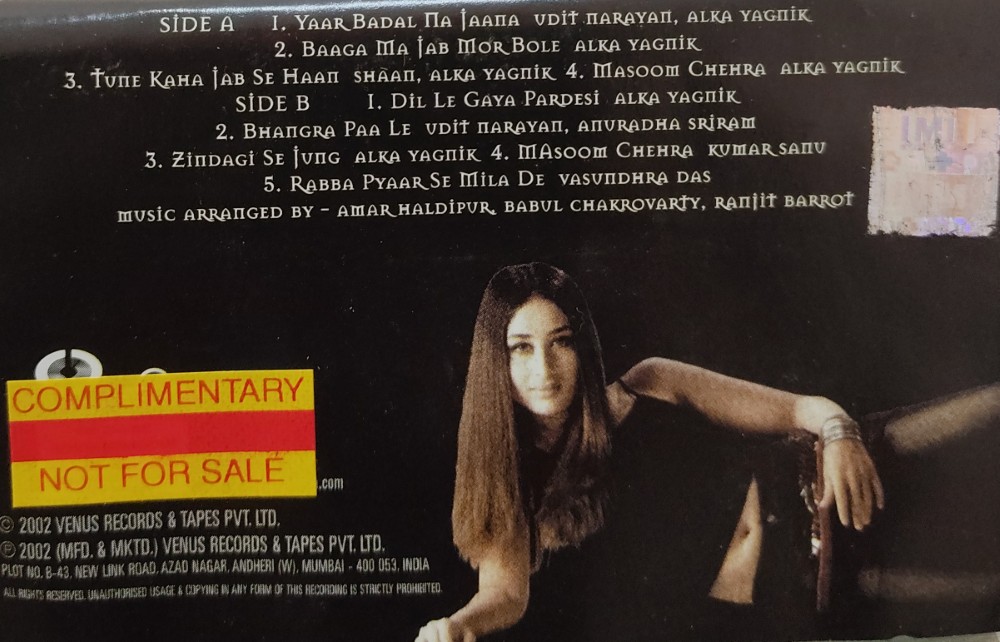 SIDE A 1. YAAR BADAL NA JAANA UDIT NARAYAN, ALKA YAGNIK
2. BAAGA MA JAB MOR BOLE ALKA YAGNIK
3. TUNE KAHA JAB SE HAAN SHAAN, ALKA YAGNIK 4. MASOOM CHEHRA ALKA YAGNIK
SIDE B 1. DIL LE GAYA PARDESI ALKA YAGNIK
2. BHANGRA PAA LE UDIT NARAYAN, ANURADHA SRIRAM
3. ZINDAGI SE JUNG ALKA YAGNIK 4. MASOOM CHEHRA KUMAR SANU
5. RABBA PYAAR SE MILA DE VASUNDHRA DAS
MUSIC ARRANGED BY - AMAR HALDIPUR, BABUL CHAKROVARTY, RANJIT BARROT
COMPLIMENTARY
NOT FOR SALE
.com
© 2002 VENUS RECORDS & TAPES PVT. LTD.
℗ 2002 (MFD. & MKTD.) VENUS RECORDS & TAPES PVT. LTD.
PLOT NO. B-43, NEW LINK ROAD, AZAD NAGAR, ANDHERI (W), MUMBAI - 400 053. INDIA
ALL RIGHTS RESERVED. UNAUTHORISED USAGE & COPYING IN ANY FORM OF THIS RECORDING IS STRICTLY PROHIBITED.